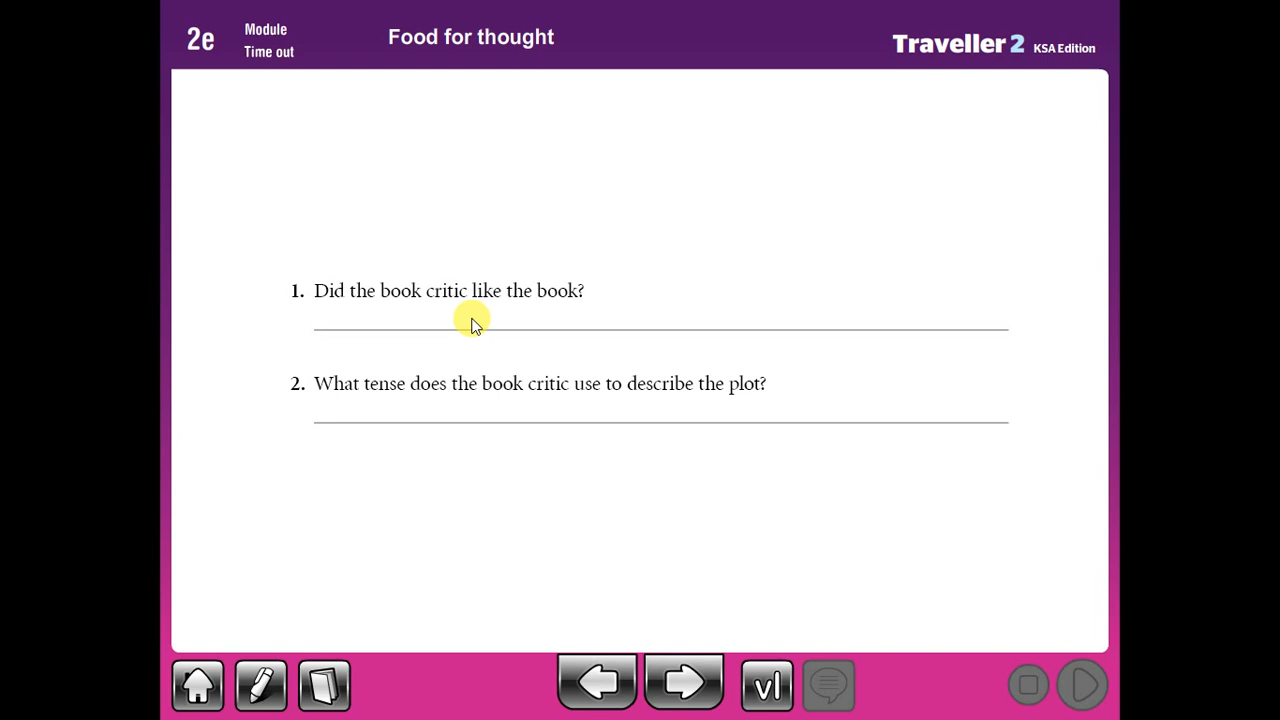 2e
Module
Time out
Food for thought
Traveller 2 KSA Edition
1. Did the book critic like the book?
2. What tense does the book critic use to describe the plot?
vl